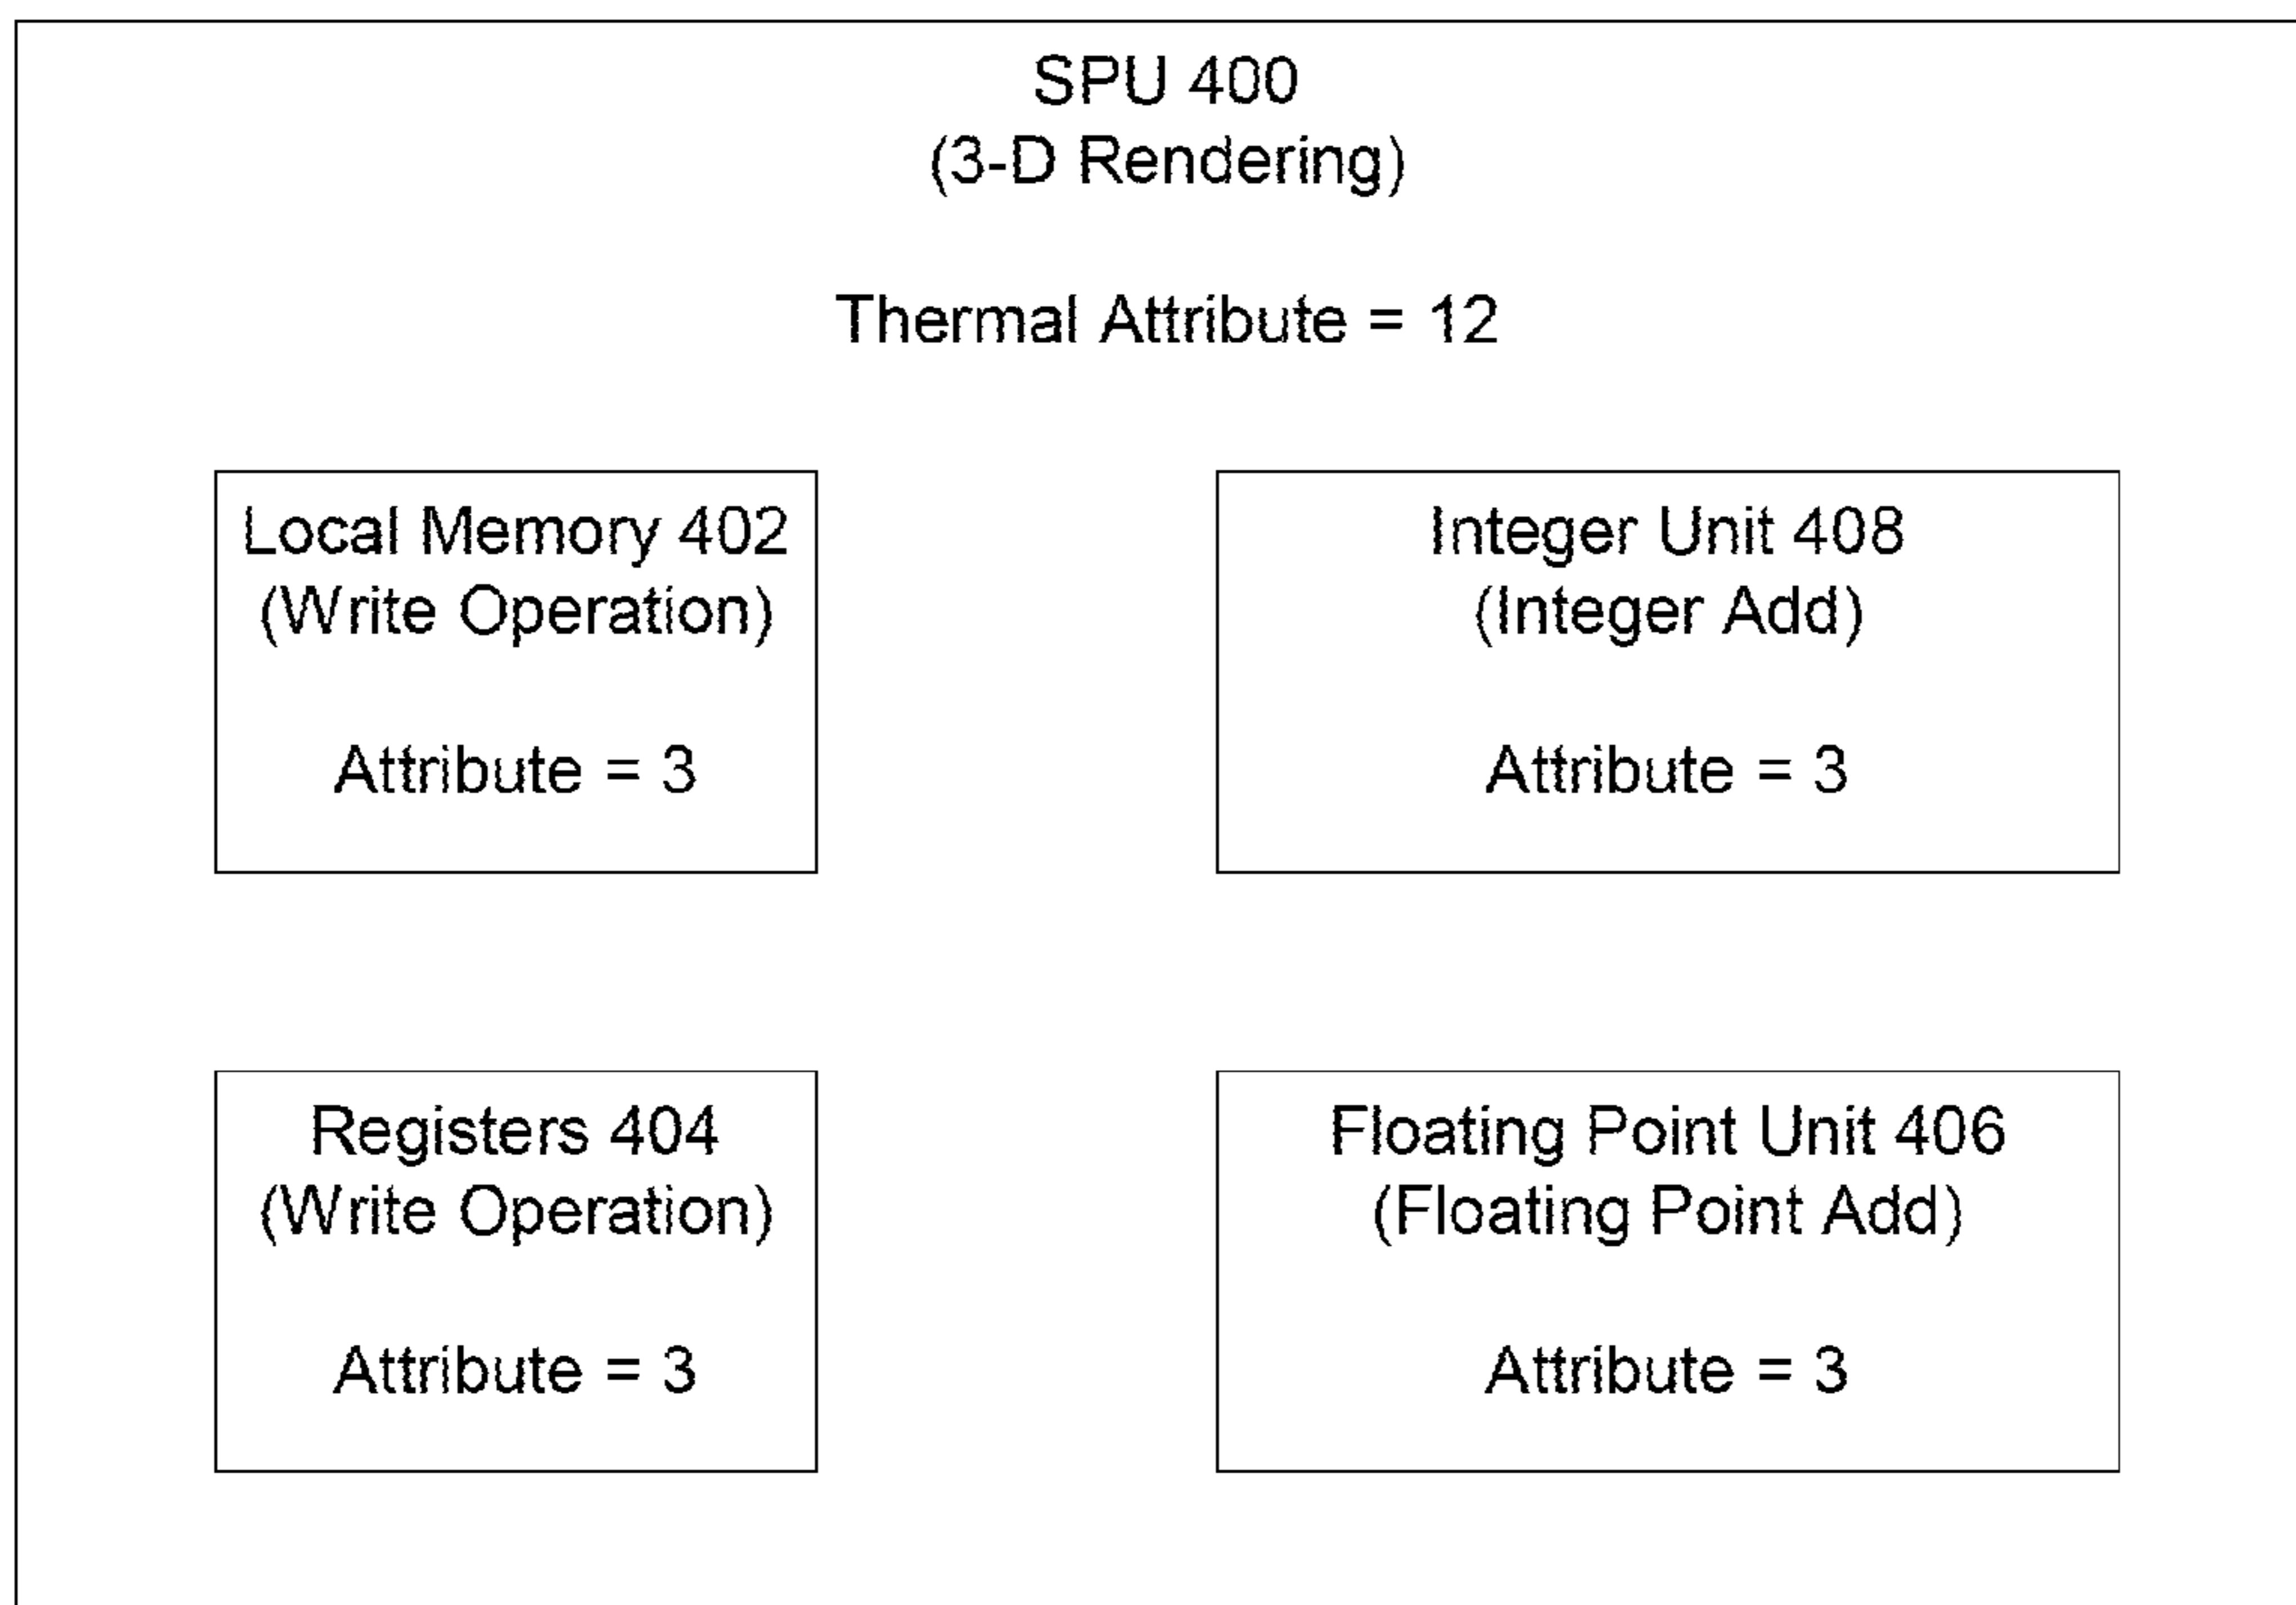 SPU 400
(3-D Rendering)
Thermal Attribute = 12
Local Memory 402
(Write Operation)
Attribute = 3
Integer Unit 408
(Integer Add)
Attribute = 3
Registers 404
(Write Operation)
Attribute = 3
Floating Point Unit 406
(Floating Point Add)
Attribute = 3